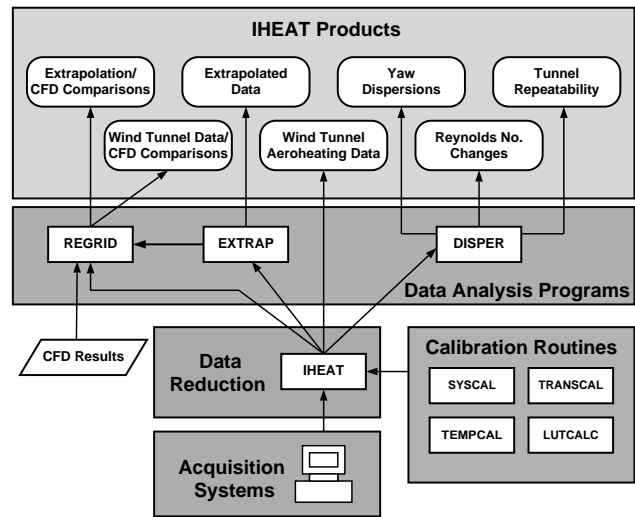 IHEAT Products
Extrapolation/
CFD Comparisons
Extrapolated
Data
Yaw
Dispersions
Tunnel
Repeatability
Wind Tunnel Data/
CFD Comparisons
Wind Tunnel
Aeroheating Data
Reynolds No.
Changes
REGRID
EXTRAP
DISPER
Data Analysis Programs
CFD Results
Data
Reduction
IHEAT
Calibration Routines
SYSCAL
TRANSCAL
TEMPCAL
LUTCALC
Acquisition
Systems